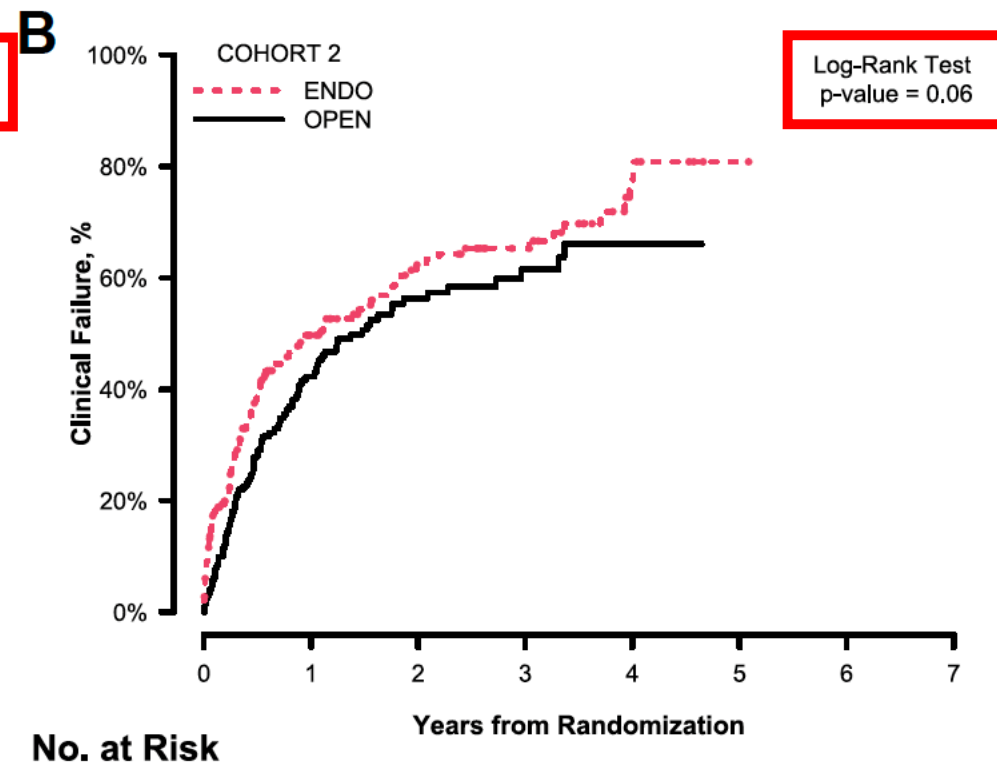 B
COHORT 2
ENDO
OPEN
Log-Rank Test
p-value = 0.06
Clinical Failure, %
100%
80%
60%
40%
20%
0%
0 1 2 3 4 5 6 7
Years from Randomization
No. at Risk